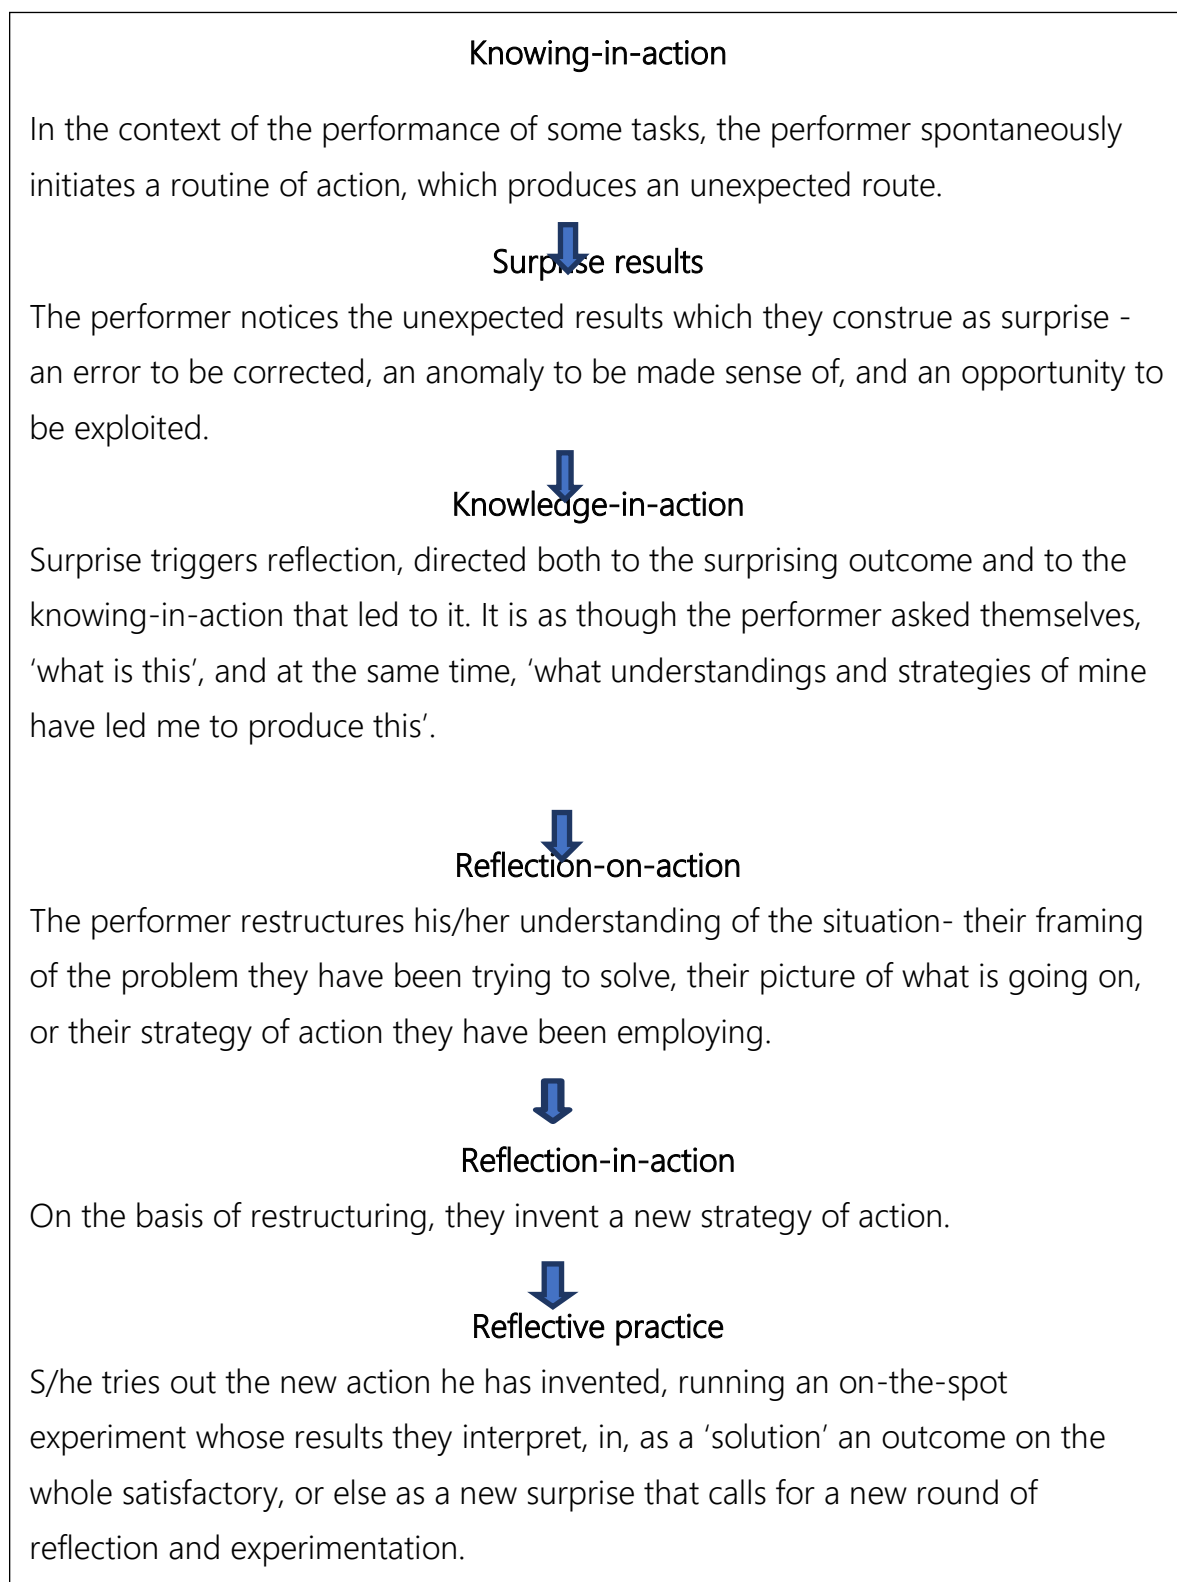 Knowing-in-action
In the context of the performance of some tasks, the performer spontaneously
initiates a routine of action, which produces an unexpected route.
Surprise results
The performer notices the unexpected results which they construe as surprise -
an error to be corrected, an anomaly to be made sense of, and an opportunity to
be exploited.
Knowledge-in-action
Surprise triggers reflection, directed both to the surprising outcome and to the
knowing-in-action that led to it. It is as though the performer asked themselves,
‘what is this’, and at the same time, ‘what understandings and strategies of mine
have led me to produce this’.
Reflection-on-action
The performer restructures his/her understanding of the situation- their framing
of the problem they have been trying to solve, their picture of what is going on,
or their strategy of action they have been employing.
Reflection-in-action
On the basis of restructuring, they invent a new strategy of action.
Reflective practice
S/he tries out the new action he has invented, running an on-the-spot
experiment whose results they interpret, in, as a ‘solution’ an outcome on the
whole satisfactory, or else as a new surprise that calls for a new round of
reflection and experimentation.